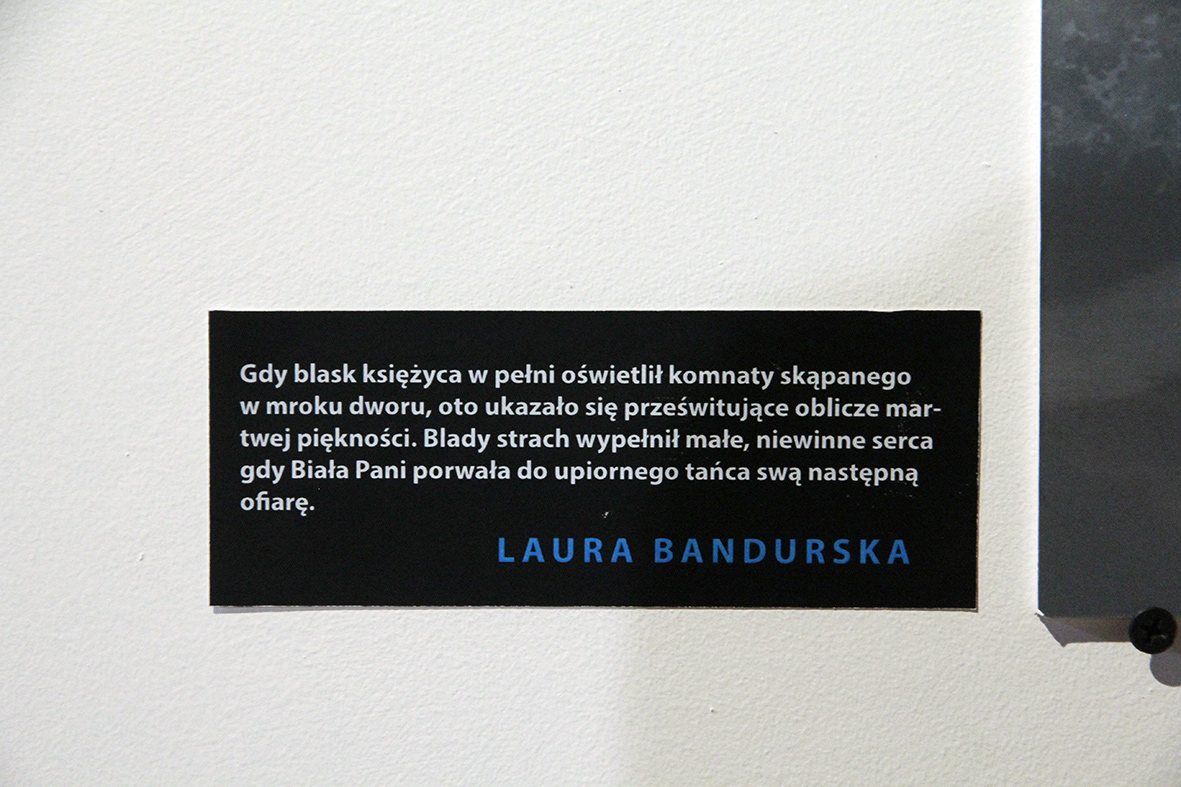 Gdy blask księżyca w pełni oświetlił komnaty skąpanego
w mroku dworu, oto ukazało się prześwitujące oblicze mar-
twej piękności. Blady strach wypełnił małe, niewinne serca
gdy Biała Pani porwała do upiornego tańca swą następną
ofiarę.
LAURA BANDURSKA